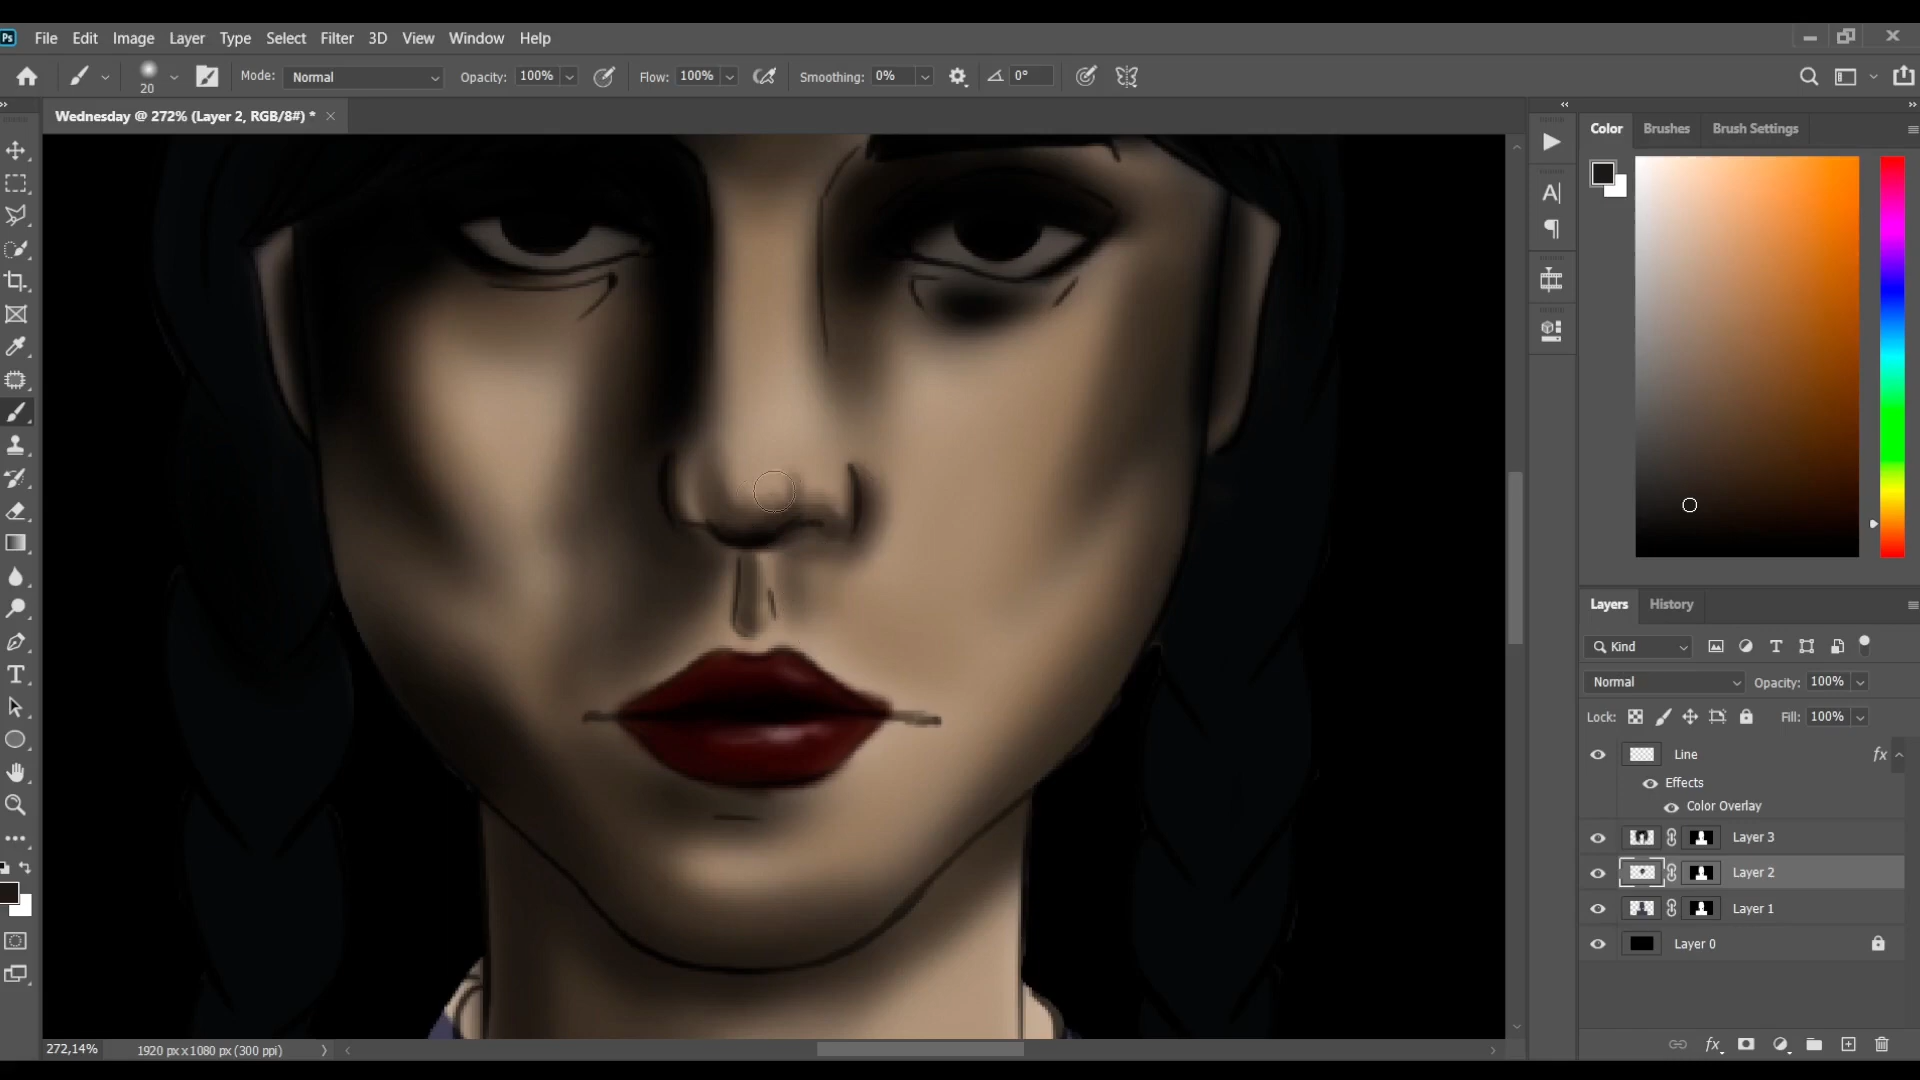 Ps File Edit Image Layer Type Select Filter 3D View Window Help
20 Mode: Normal Opacity: 100% Flow: 100% Smoothing: 0% 0°
Wednesday @ 272% (Layer 2, RGB/8#) *
Color Brushes Brush Settings
Layers History
Kind
Normal Opacity: 100%
Lock: Fill: 100%
Line fx
Effects
Color Overlay
Layer 3
Layer 2
Layer 1
Layer 0
272,14% 1920 px x 1080 px (300 ppi)
fx